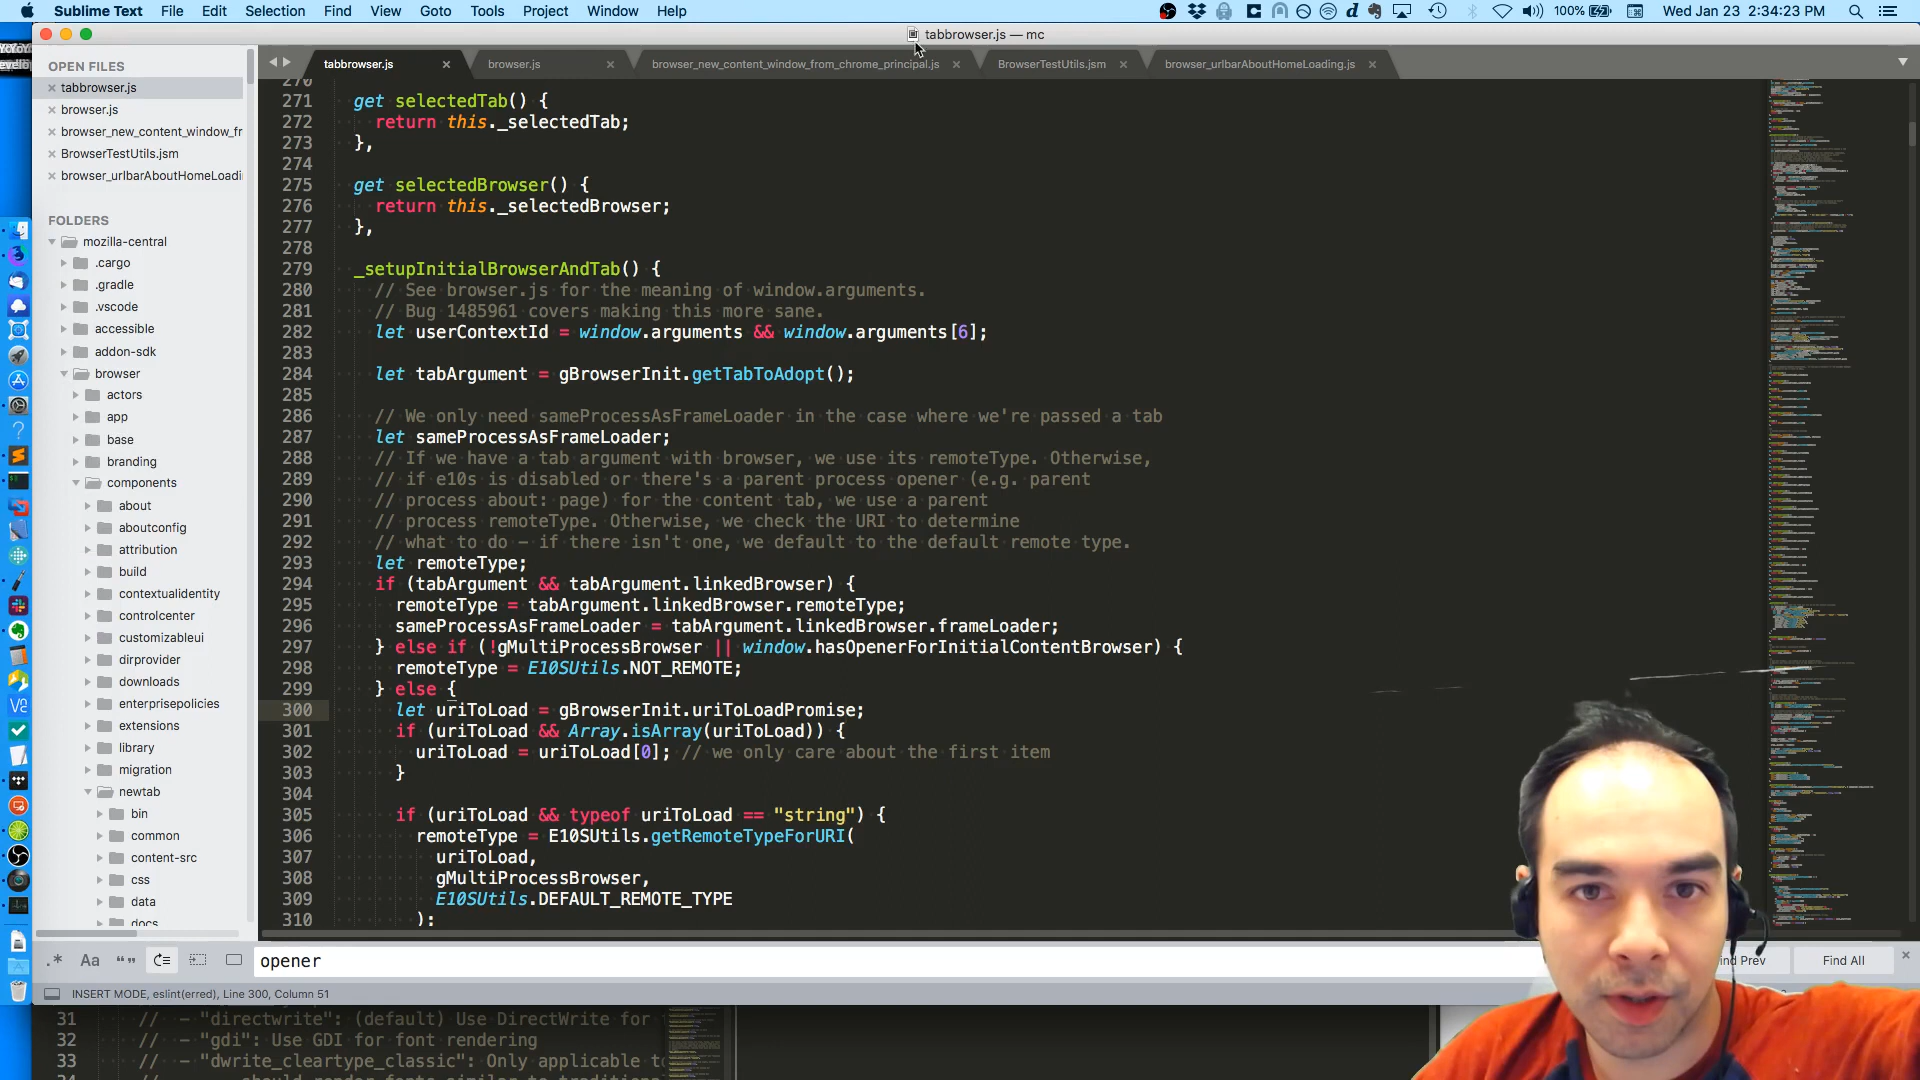 Sublime Text File Edit Selection Find View Goto Tools Project Window Help 100% Wed Jan 23 2:34:23 PM
tabbrowser.js — mc
OPEN FILES
tabbrowser.js
browser.js
browser_new_content_window_fr
BrowserTestUtils.jsm
browser_urlbarAboutHomeLoadi
FOLDERS
mozilla-central
.cargo
.gradle
.vscode
accessible
addon-sdk
browser
actors
app
base
branding
components
about
aboutconfig
attribution
build
contextualidentity
controlcenter
customizableui
dirprovider
downloads
enterprisepolicies
extensions
library
migration
newtab
bin
common
content-src
css
data
docs
tabbrowser.js browser.js browser_new_content_window_from_chrome_principal.js BrowserTestUtils.jsm browser_urlbarAboutHomeLoading.js
270
271 get selectedTab() {
272 return this._selectedTab;
273 },
274
275 get selectedBrowser() {
276 return this._selectedBrowser;
277 },
278
279 _setupInitialBrowserAndTab() {
280 // See browser.js for the meaning of window.arguments.
281 // Bug 1485961 covers making this more sane.
282 let userContextId = window.arguments && window.arguments[6];
283
284 let tabArgument = gBrowserInit.getTabToAdopt();
285
286 // We only need sameProcessAsFrameLoader in the case where we're passed a tab
287 let sameProcessAsFrameLoader;
288 // If we have a tab argument with browser, we use its remoteType. Otherwise,
289 // if e10s is disabled or there's a parent process opener (e.g. parent
290 // process about: page) for the content tab, we use a parent
291 // process remoteType. Otherwise, we check the URI to determine
292 // what to do - if there isn't one, we default to the default remote type.
293 let remoteType;
294 if (tabArgument && tabArgument.linkedBrowser) {
295 remoteType = tabArgument.linkedBrowser.remoteType;
296 sameProcessAsFrameLoader = tabArgument.linkedBrowser.frameLoader;
297 } else if (!gMultiProcessBrowser || window.hasOpenerForInitialContentBrowser) {
298 remoteType = E10SUtils.NOT_REMOTE;
299 } else {
300 let uriToLoad = gBrowserInit.uriToLoadPromise;
301 if (uriToLoad && Array.isArray(uriToLoad)) {
302 uriToLoad = uriToLoad[0]; // we only care about the first item
303 }
304
305 if (uriToLoad && typeof uriToLoad == "string") {
306 remoteType = E10SUtils.getRemoteTypeForURI(
307 uriToLoad,
308 gMultiProcessBrowser,
309 E10SUtils.DEFAULT_REMOTE_TYPE
310 );
.* Aa opener nd Prev Find All
INSERT MODE, eslint(erred), Line 300, Column 51
31 // - "directwrite": (default) Use DirectWrite for
32 // - "gdi": Use GDI for font rendering
33 // - "dwrite_cleartype_classic": Only applicable to